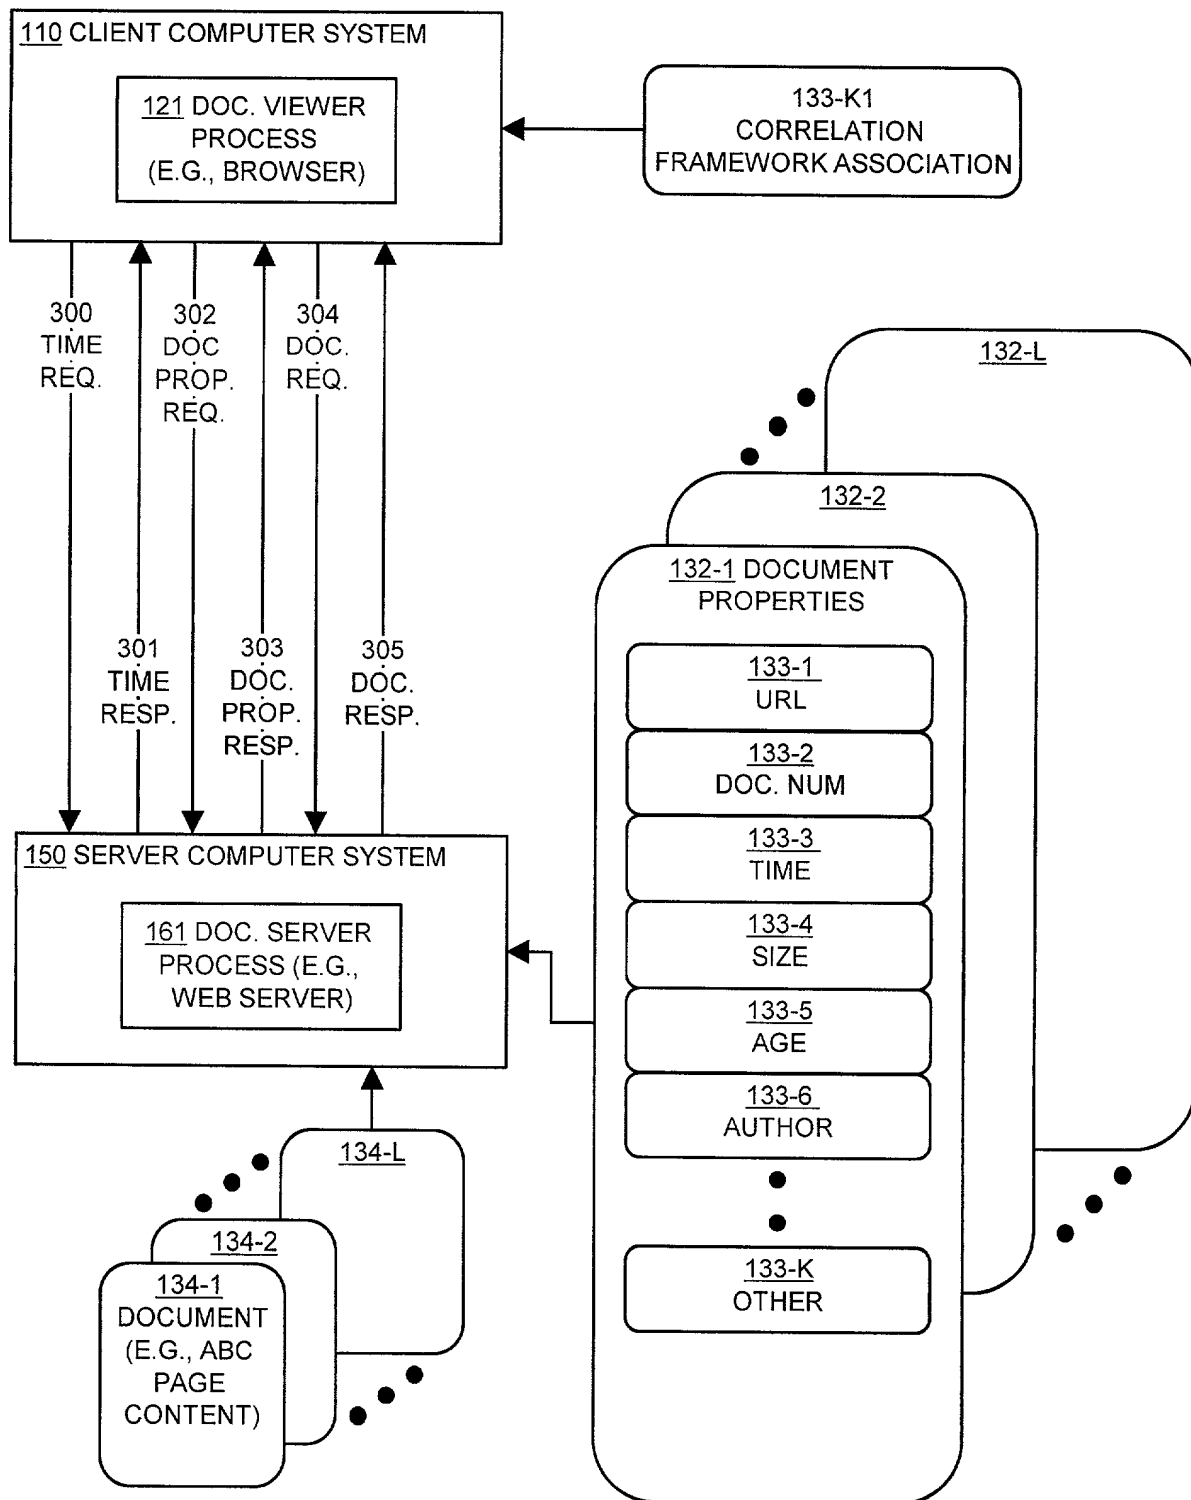 110 CLIENT COMPUTER SYSTEM
121 DOC. VIEWER
PROCESS
(E.G., BROWSER)
133-K1
CORRELATION
FRAMEWORK ASSOCIATION
300
TIME
REQ.
302
DOC
PROP.
REQ.
304
DOC.
REQ.
301
TIME
RESP.
303
DOC.
PROP.
RESP.
305
DOC.
RESP.
132-L
132-2
132-1 DOCUMENT
PROPERTIES
133-1
URL
133-2
DOC. NUM
133-3
TIME
133-4
SIZE
133-5
AGE
133-6
AUTHOR
133-K
OTHER
150 SERVER COMPUTER SYSTEM
161 DOC. SERVER
PROCESS (E.G.,
WEB SERVER)
134-L
134-2
134-1
DOCUMENT
(E.G., ABC
PAGE
CONTENT)